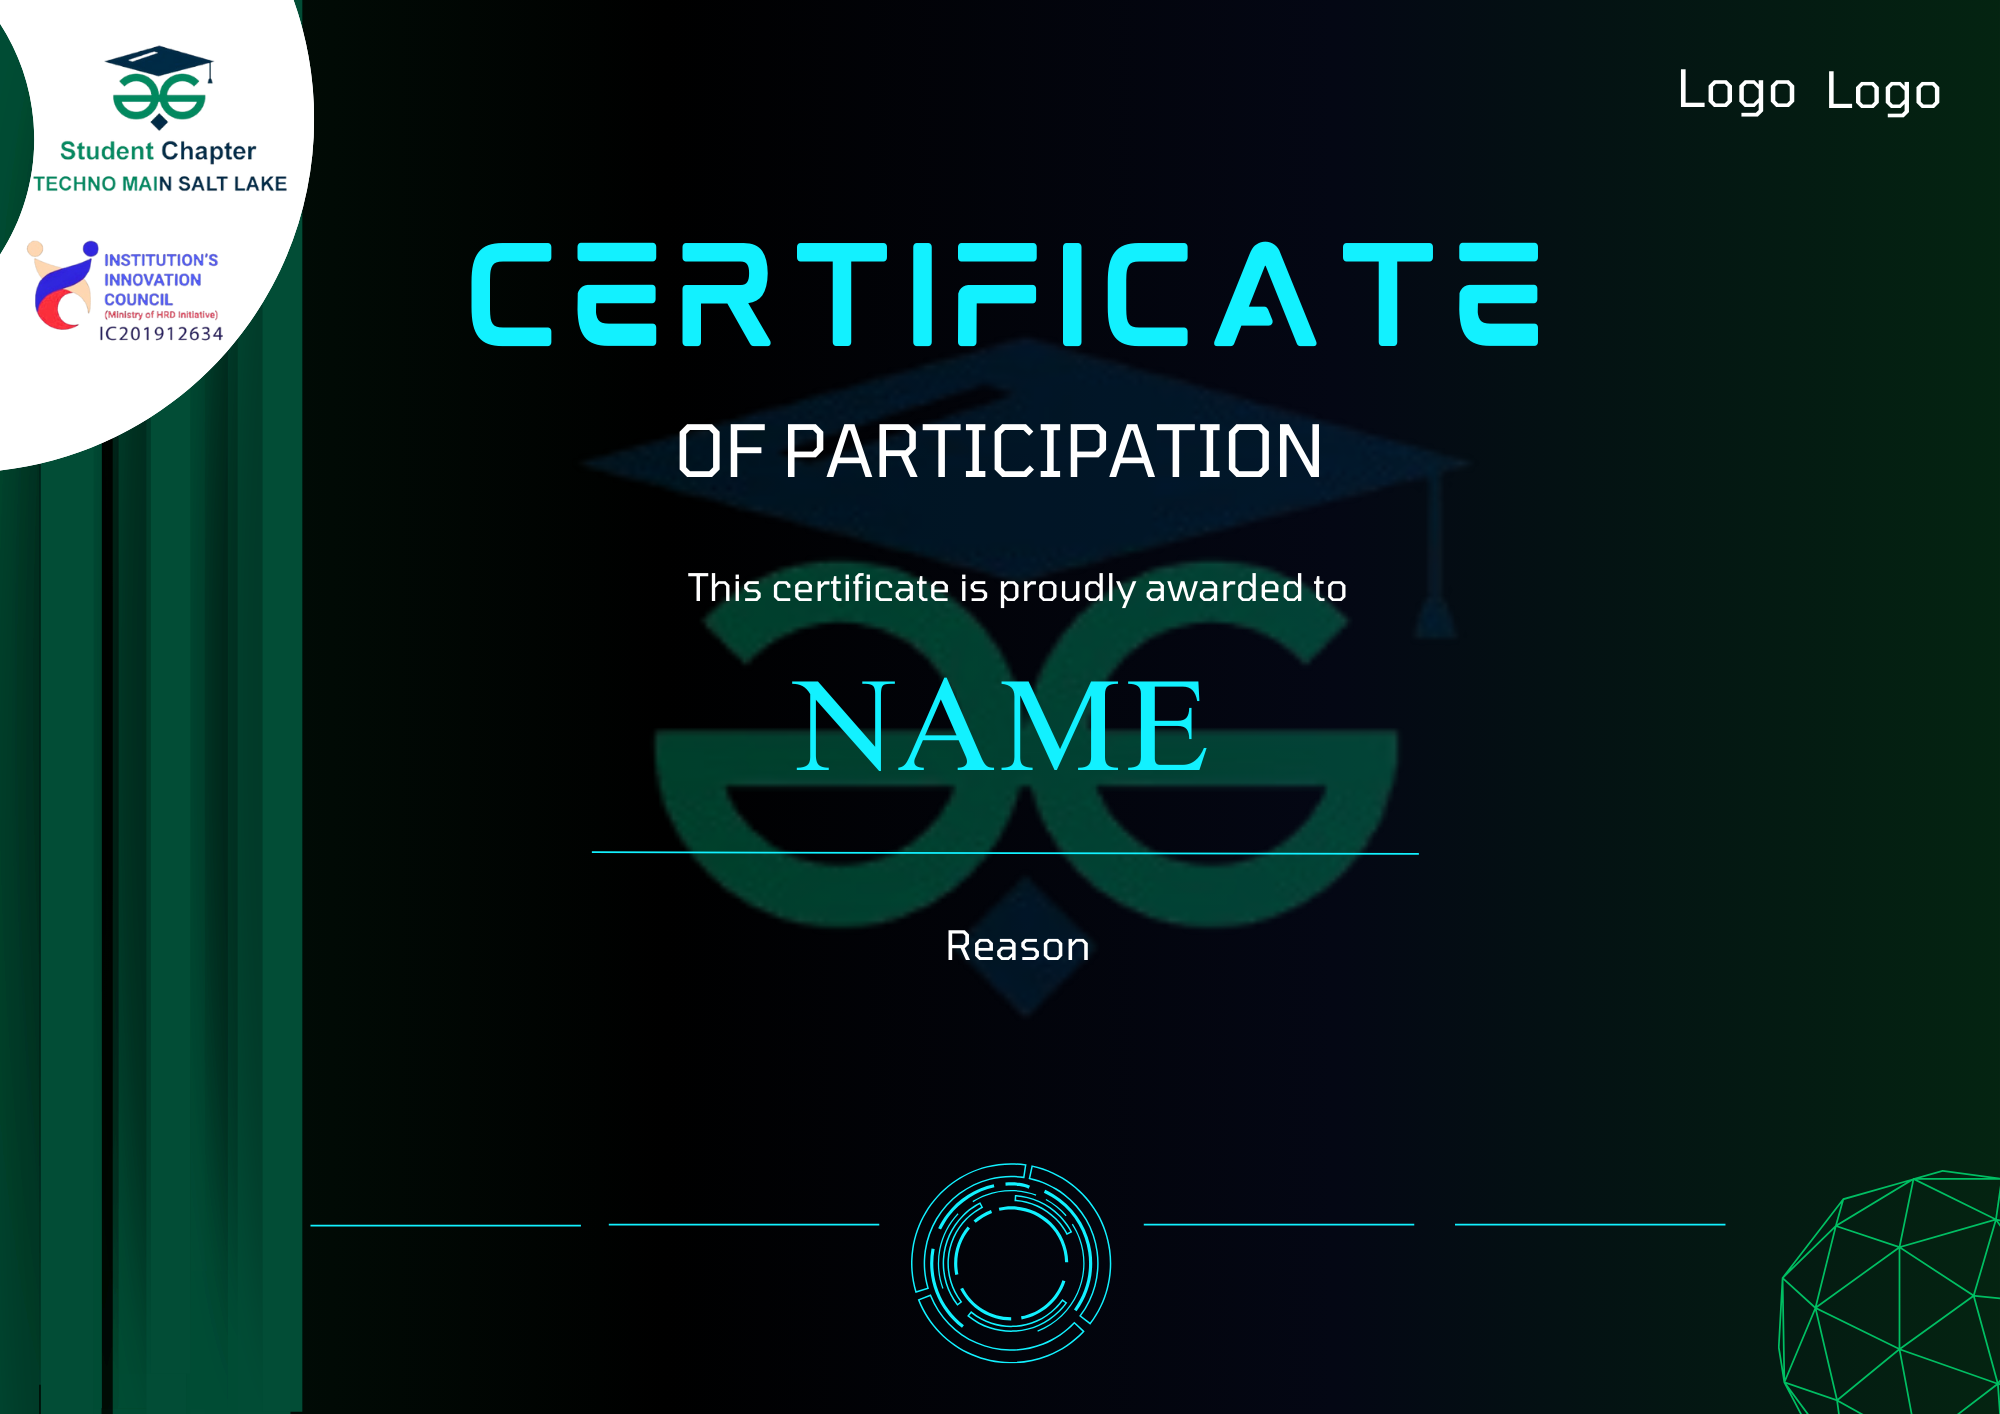 Student Chapter
TECHNO MAIN SALT LAKE
INSTITUTION'S
INNOVATION
COUNCIL
(Ministry of HRD Initiative)
IC201912634
Logo Logo
CERTIFICATE
OF PARTICIPATION
This certificate is proudly awarded to
NAME
Reason